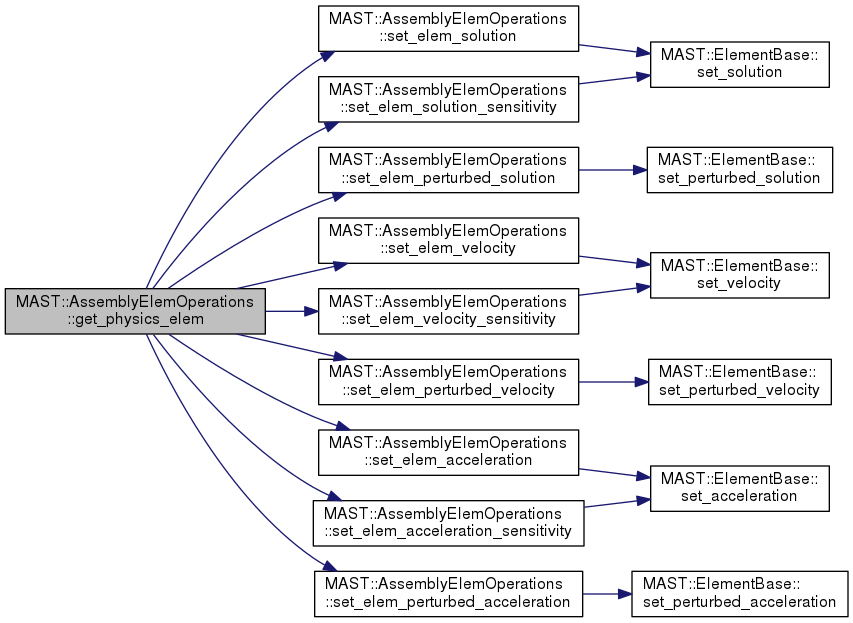 MAST::AssemblyElemOperations
::get_physics_elem
MAST::AssemblyElemOperations
::set_elem_solution
MAST::AssemblyElemOperations
::set_elem_solution_sensitivity
MAST::AssemblyElemOperations
::set_elem_perturbed_solution
MAST::AssemblyElemOperations
::set_elem_velocity
MAST::AssemblyElemOperations
::set_elem_velocity_sensitivity
MAST::AssemblyElemOperations
::set_elem_perturbed_velocity
MAST::AssemblyElemOperations
::set_elem_acceleration
MAST::AssemblyElemOperations
::set_elem_acceleration_sensitivity
MAST::AssemblyElemOperations
::set_elem_perturbed_acceleration
MAST::ElementBase::
set_solution
MAST::ElementBase::
set_perturbed_solution
MAST::ElementBase::
set_velocity
MAST::ElementBase::
set_perturbed_velocity
MAST::ElementBase::
set_acceleration
MAST::ElementBase::
set_perturbed_acceleration